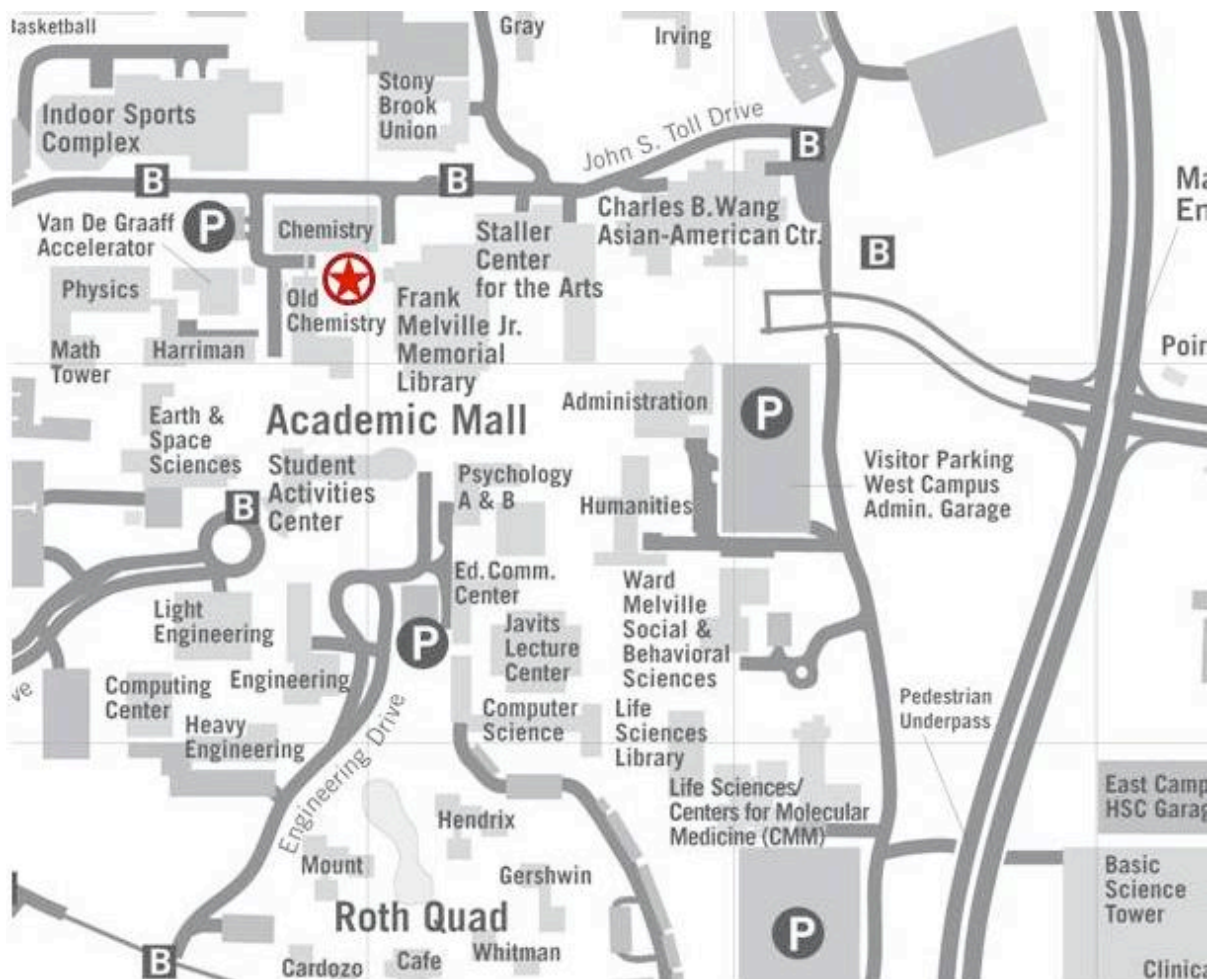 Basketball
Gray
Irving
Indoor Sports
Complex
Stony
Brook
Union
John S. Toll Drive
B
B
B
Van De Graaff
Accelerator
P
Chemistry
Staller
Center
for the Arts
Charles B.Wang
Asian-American Ctr.
B
Physics
Old
Chemistry
Frank
Melville Jr.
Memorial
Library
Math
Tower
Harriman
Administration
P
Earth &
Space
Sciences
Academic Mall
Student
Activities
Center
B
Psychology
A & B
Humanities
Visitor Parking
West Campus
Admin. Garage
Light
Engineering
Ed. Comm.
Center
P
Javits
Lecture
Center
Ward
Melville
Social &
Behavioral
Sciences
Computing
Center
Engineering
Heavy
Engineering
Engineering Drive
Computer
Science
Life
Sciences
Library
Pedestrian
Underpass
Life Sciences/
Centers for Molecular
Medicine (CMM)
HSC
Hendrix
Mount
Gershwin
Basic
Science
Tower
Roth Quad
P
B
Cardozo
Cafe
Whitman